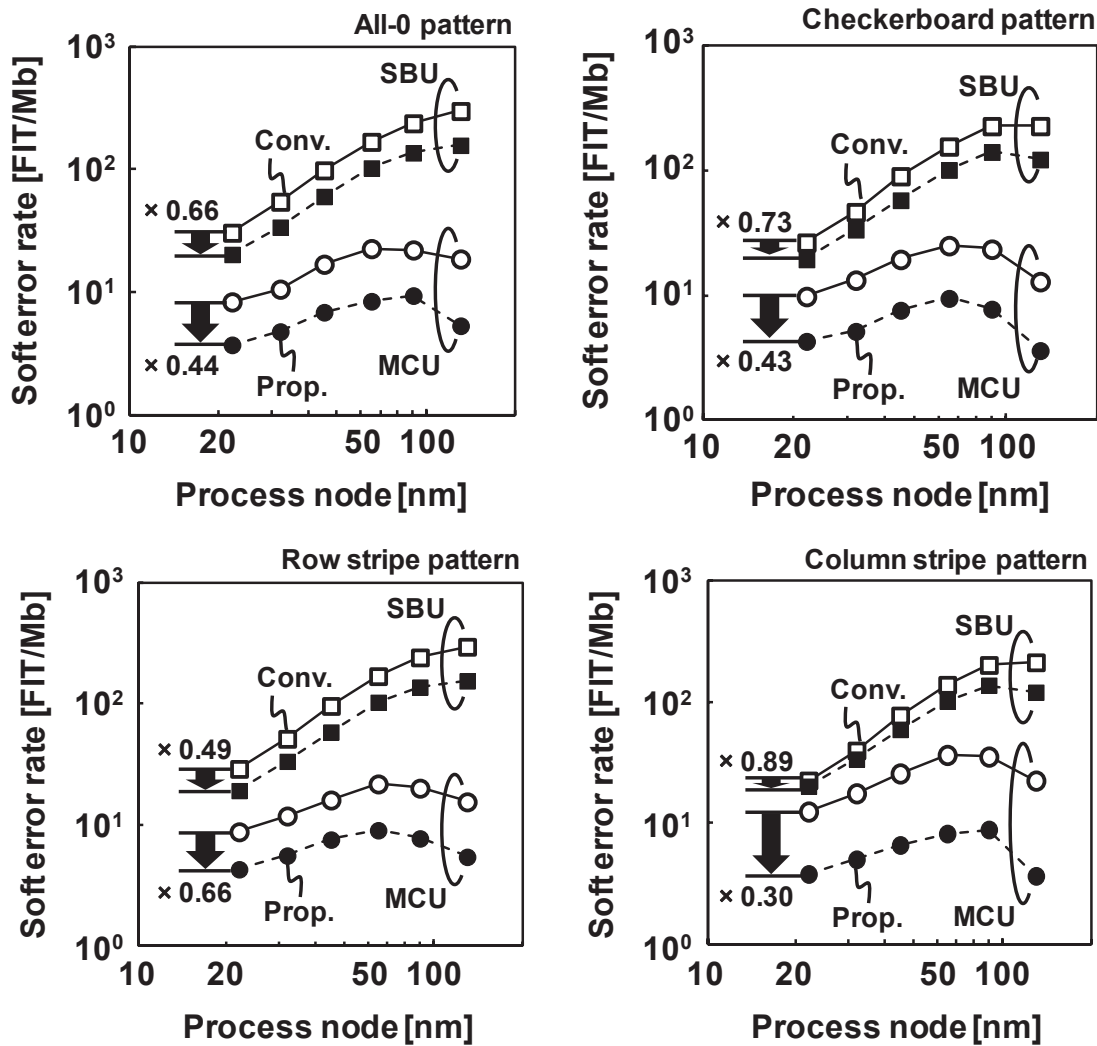 All-0 pattern
10³
SBU
Conv.
10²
× 0.66
10¹
× 0.44
Prop.
MCU
10⁰
10 20 50 100
Soft error rate [FIT/Mb]
Process node [nm]
Checkerboard pattern
10³
SBU
Conv.
10²
× 0.73
10¹
× 0.43
Prop.
MCU
10⁰
10 20 50 100
Soft error rate [FIT/Mb]
Process node [nm]
Row stripe pattern
10³
SBU
Conv.
10²
× 0.49
10¹
× 0.66
Prop.
MCU
10⁰
10 20 50 100
Soft error rate [FIT/Mb]
Process node [nm]
Column stripe pattern
10³
SBU
Conv.
10²
× 0.89
10¹
× 0.30
Prop.
MCU
10⁰
10 20 50 100
Soft error rate [FIT/Mb]
Process node [nm]